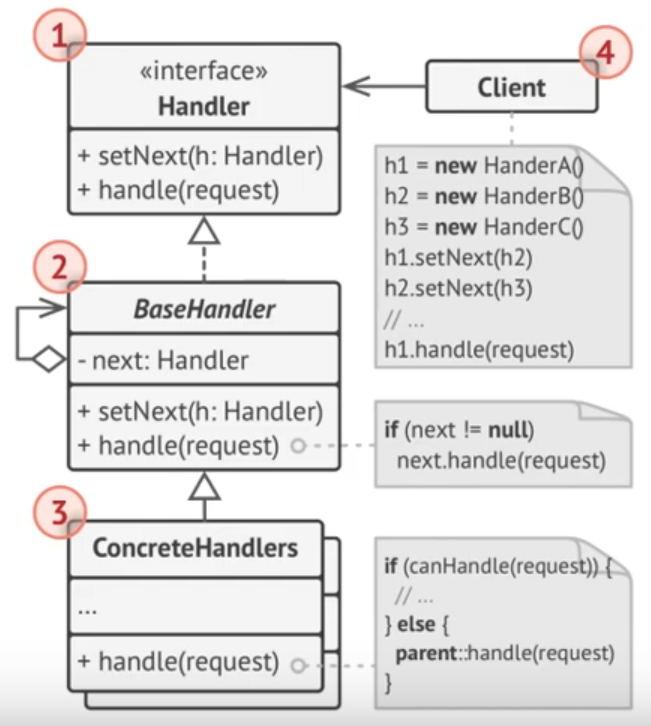 1
«interface»
Handler
+ setNext(h: Handler)
+ handle(request)
4
Client
h1 = new HanderA()
h2 = new HanderB()
h3 = new HanderC()
h1.setNext(h2)
h2.setNext(h3)
// ...
h1.handle(request)
2
BaseHandler
- next: Handler
+ setNext(h: Handler)
+ handle(request)
if (next != null)
next.handle(request)
3
ConcreteHandlers
...
+ handle(request)
if (canHandle(request)) {
// ...
} else {
parent::handle(request)
}